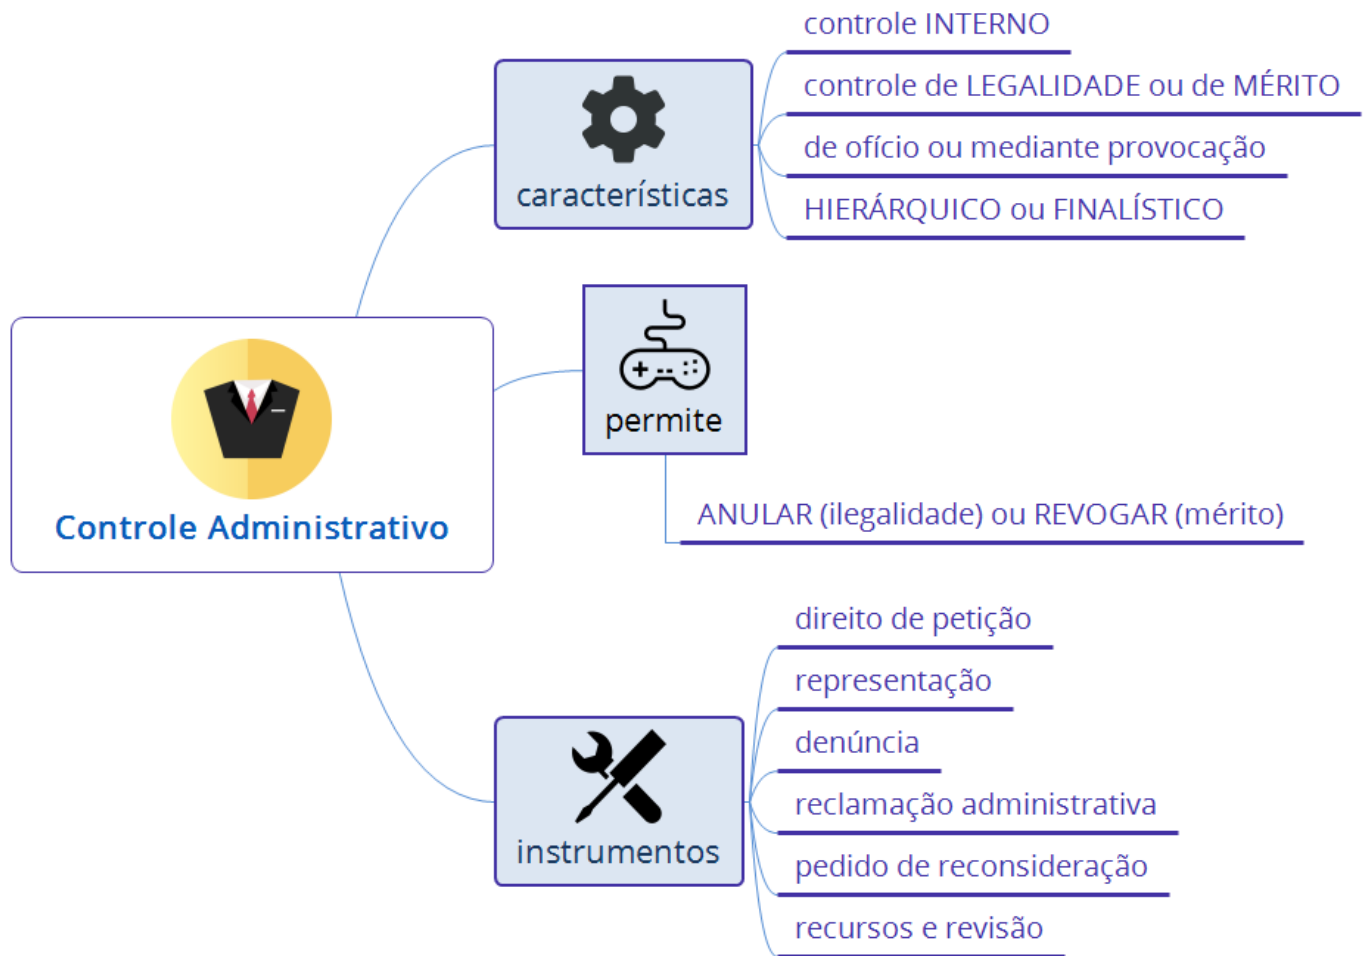 controle INTERNO
controle de LEGALIDADE ou de MÉRITO
de ofício ou mediante provocação
HIERÁRQUICO ou FINALÍSTICO
características
permite
ANULAR (ilegalidade) ou REVOGAR (mérito)
Controle Administrativo
direito de petição
representação
denúncia
reclamação administrativa
pedido de reconsideração
recursos e revisão
instrumentos